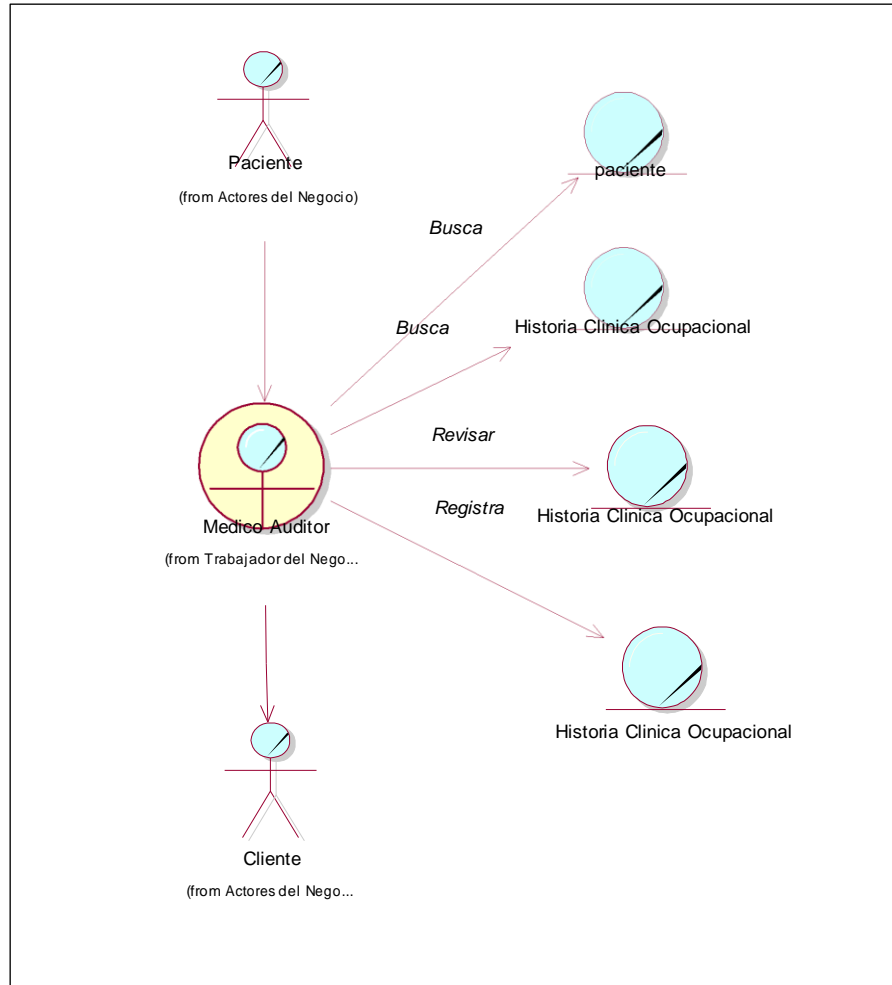 Paciente
(from Actores del Negocio)
paciente
Busca
Busca
Historia Clinica Ocupacional
Revisar
Historia Clinica Ocupacional
Registra
Medico Auditor
(from Trabajador del Nego...
Historia Clinica Ocupacional
Cliente
(from Actores del Nego...